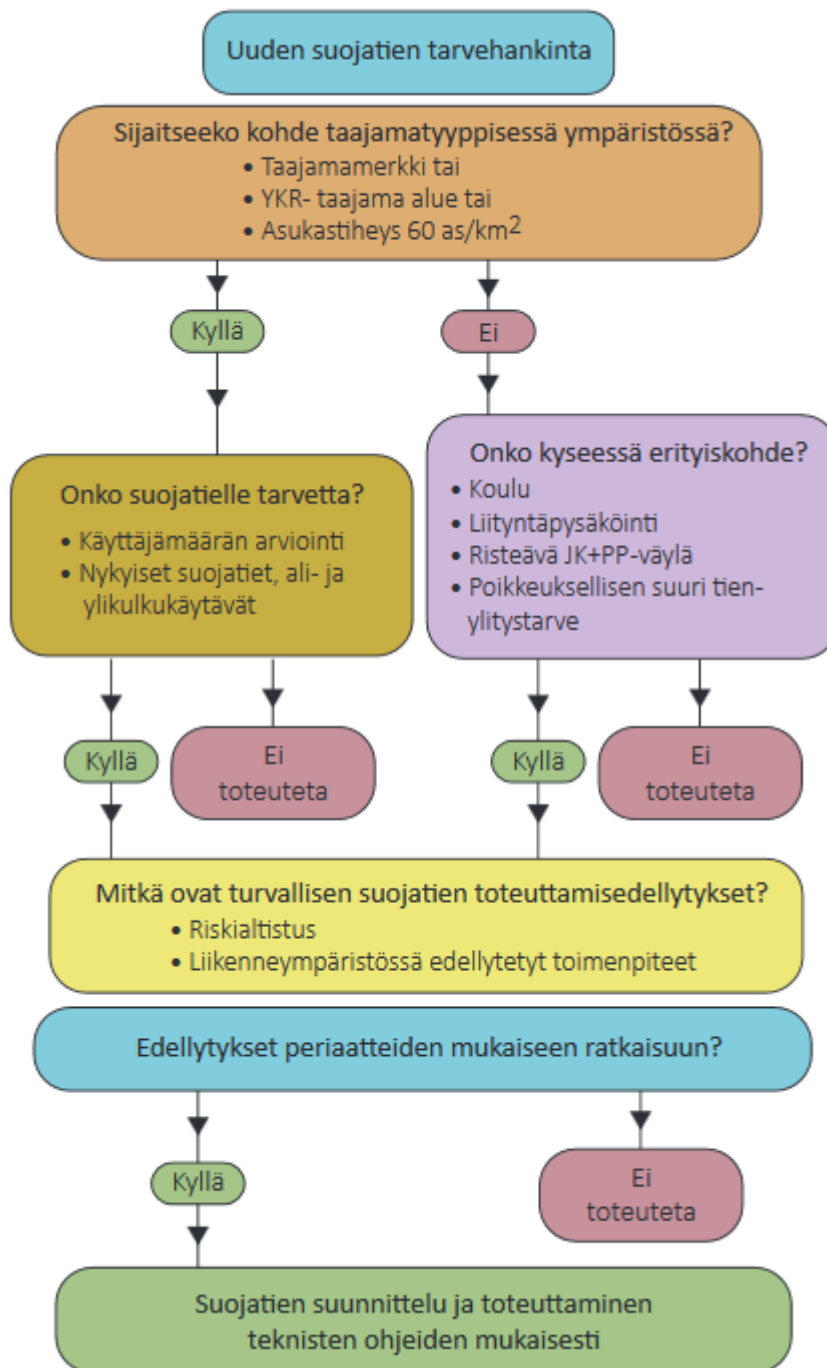 Uuden suojatien tarvehankinta
Sijaitseeko kohde taajamatyyppisessä ympäristössä?
• Taajamamerkki tai
• YKR- taajama alue tai
• Asukastiheys 60 as/km²
Kyllä
Ei
Onko suojatielle tarvetta?
• Käyttäjämäärän arviointi
• Nykyiset suojatiet, ali- ja
ylikulkukäytävät
Onko kyseessä erityiskohde?
• Koulu
• Liityntäpysäköinti
• Risteävä JK+PP-väylä
• Poikkeuksellisen suuri tien-
ylitystarve
Kyllä
Ei
toteuteta
Kyllä
Ei
toteuteta
Mitkä ovat turvallisen suojatien toteuttamisedellytykset?
• Riskialtistus
• Liikenneympäristössä edellytetyt toimenpiteet
Edellytykset periaatteiden mukaiseen ratkaisuun?
Kyllä
Ei
toteuteta
Suojatien suunnittelu ja toteuttaminen
teknisten ohjeiden mukaisesti